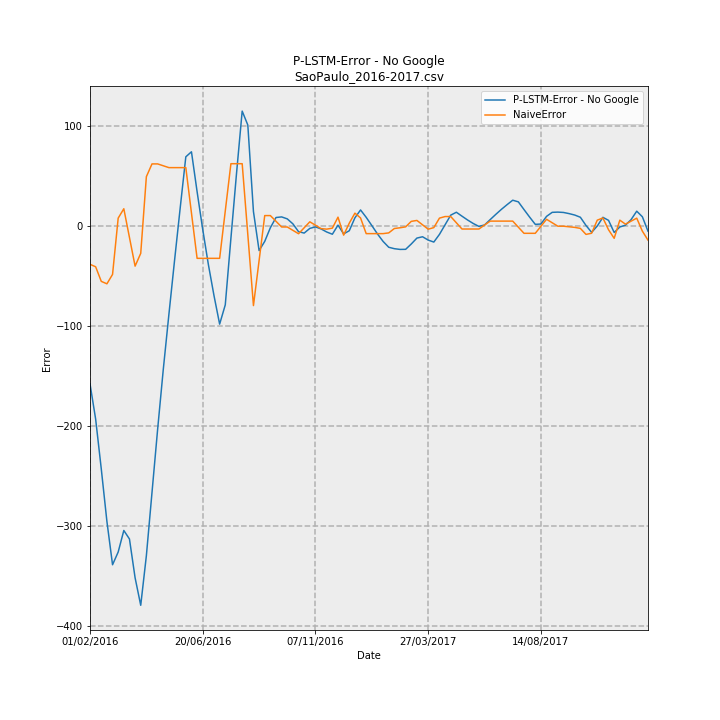 P-LSTM-Error - No Google
SaoPaulo_2016-2017.csv
P-LSTM-Error - No Google
NaiveError
100
0
−100
−200
−300
−400
Error
01/02/2016
20/06/2016
07/11/2016
27/03/2017
14/08/2017
Date